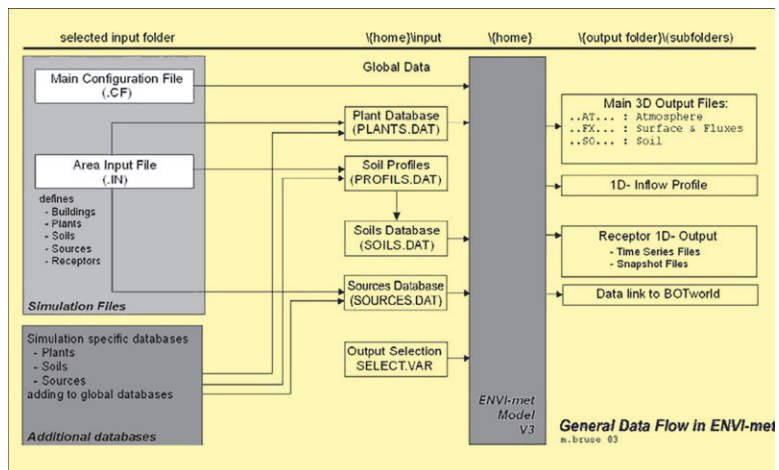 selected input folder
\{home}\input
\{home}
\{output folder}\(subfolders)
Main Configuration File
(.CF)
Area Input File
(.IN)
defines
- Buildings
- Plants
- Soils
- Sources
- Receptors
Simulation Files
Simulation specific databases
- Plants
- Soils
- Sources
adding to global databases
Additional databases
Global Data
Plant Database
(PLANTS.DAT)
Soil Profiles
(PROFILS.DAT)
Soils Database
(SOILS.DAT)
Sources Database
(SOURCES.DAT)
Output Selection
SELECT.VAR
ENVI-met
Model
V3
Main 3D Output Files:
..AT... : Atmosphere
..FX... : Surface & Fluxes
..SO... : Soil
1D- Inflow Profile
Receptor 1D- Output
- Time Series Files
- Snapshot Files
Data link to BOTworld
General Data Flow in ENVI-met
m.bruse 03